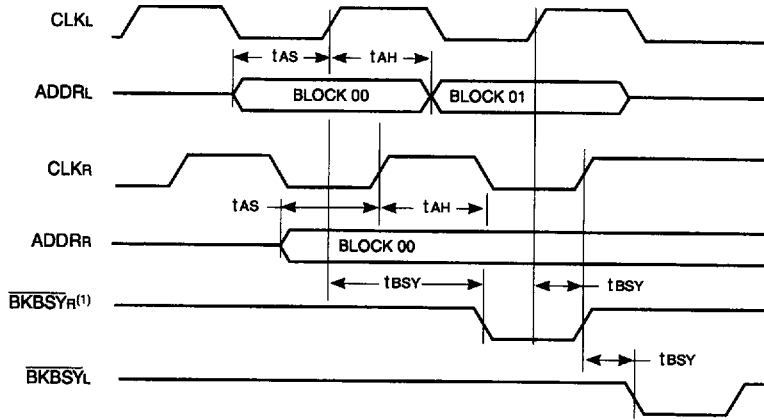 CLKL
tAS tAH
ADDRL BLOCK 00 BLOCK 01
CLKR
tAS tAH
ADDRR BLOCK 00
tBSY tBSY
BKBSYR(1)
tBSY
BKBSYL